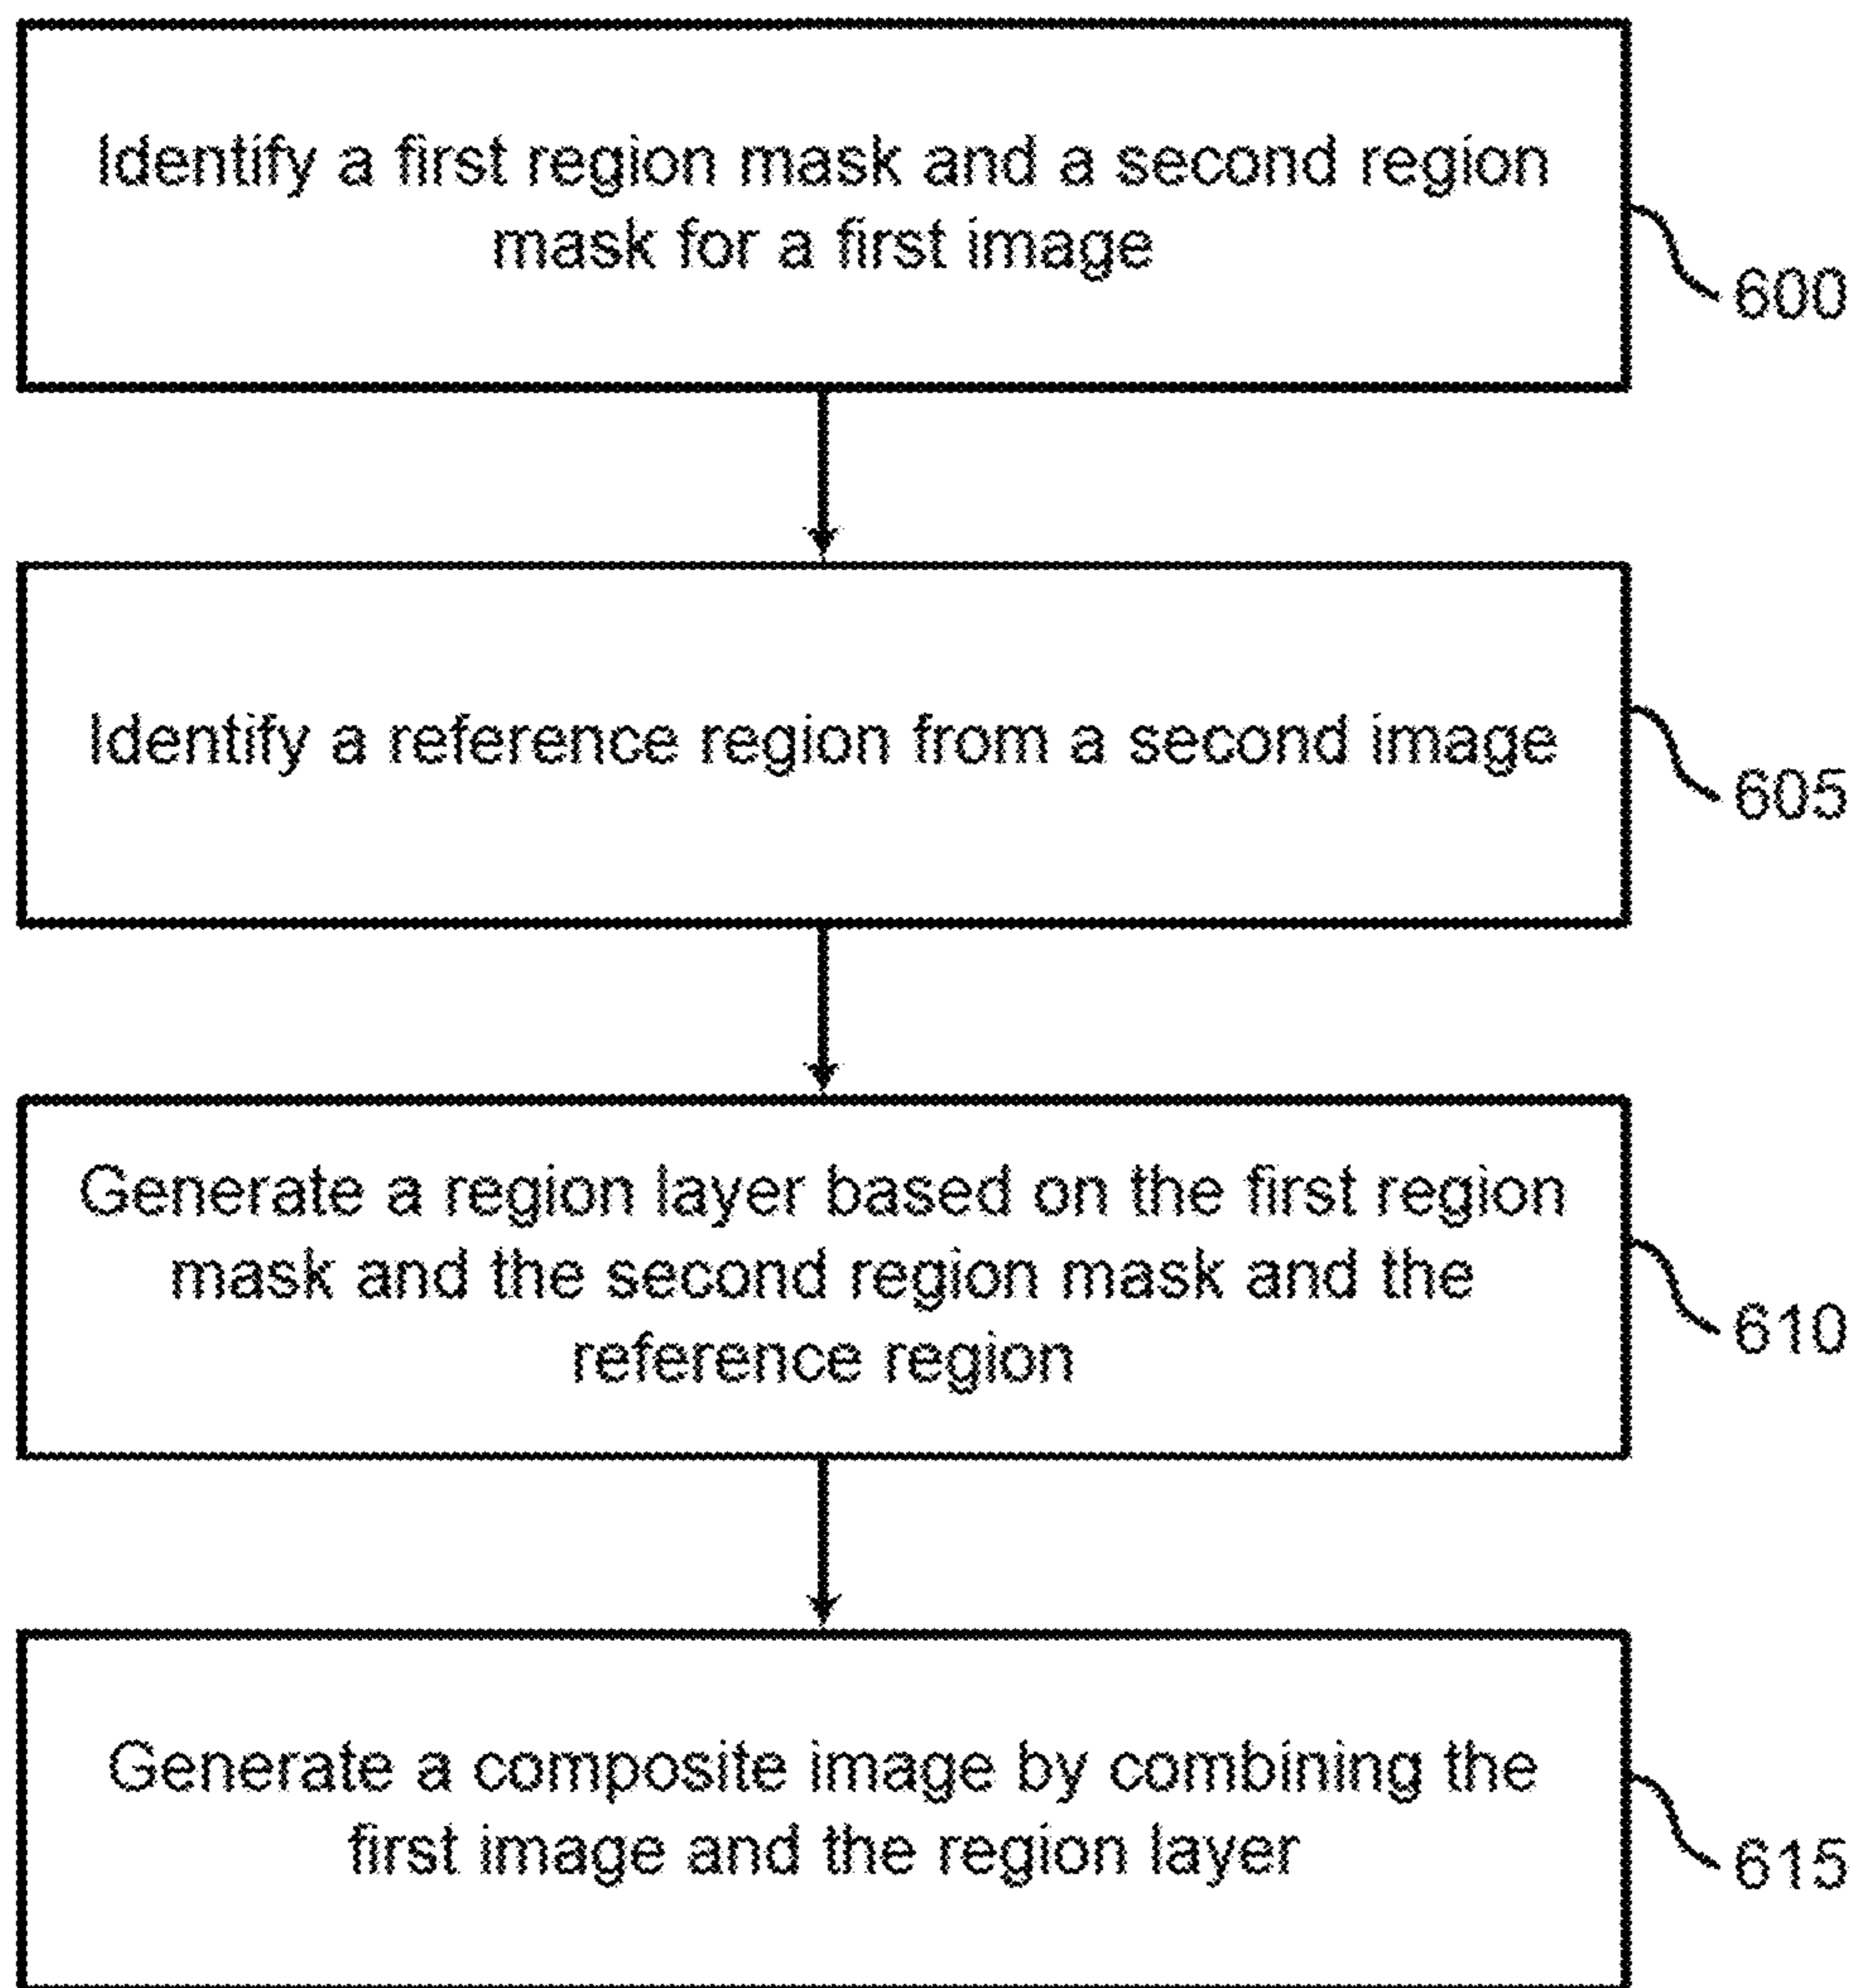 Identify a first region mask and a second region
mask for a first image
600
Identify a reference region from a second image
605
Generate a region layer based on the first region
mask and the second region mask and the
reference region
610
Generate a composite image by combining the
first image and the region layer
615